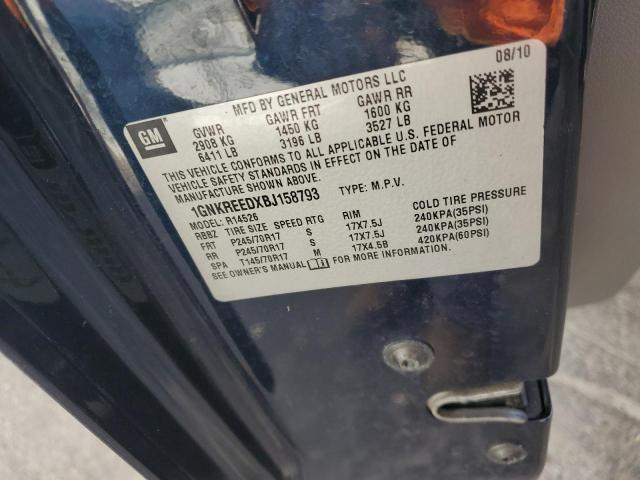 08/10
MFD BY GENERAL MOTORS LLC
GM
GVWR GAWR FRT GAWR RR
2908 KG 1450 KG 1600 KG
6411 LB 3196 LB 3527 LB
THIS VEHICLE CONFORMS TO ALL APPLICABLE U.S. FEDERAL MOTOR
VEHICLE SAFETY STANDARDS IN EFFECT ON THE DATE OF
MANUFACTURE SHOWN ABOVE.
1GNKREEDXBJ158793 TYPE: M.P.V.
MODEL: R14526
RBBZ TIRE SIZE SPEED RTG RIM COLD TIRE PRESSURE
FRT P245/70R17 S 17X7.5J 240KPA(35PSI)
RR P245/70R17 S 17X7.5J 240KPA(35PSI)
SPA T145/70R17 M 17X4.5B 420KPA(60PSI)
SEE OWNER'S MANUAL FOR MORE INFORMATION.